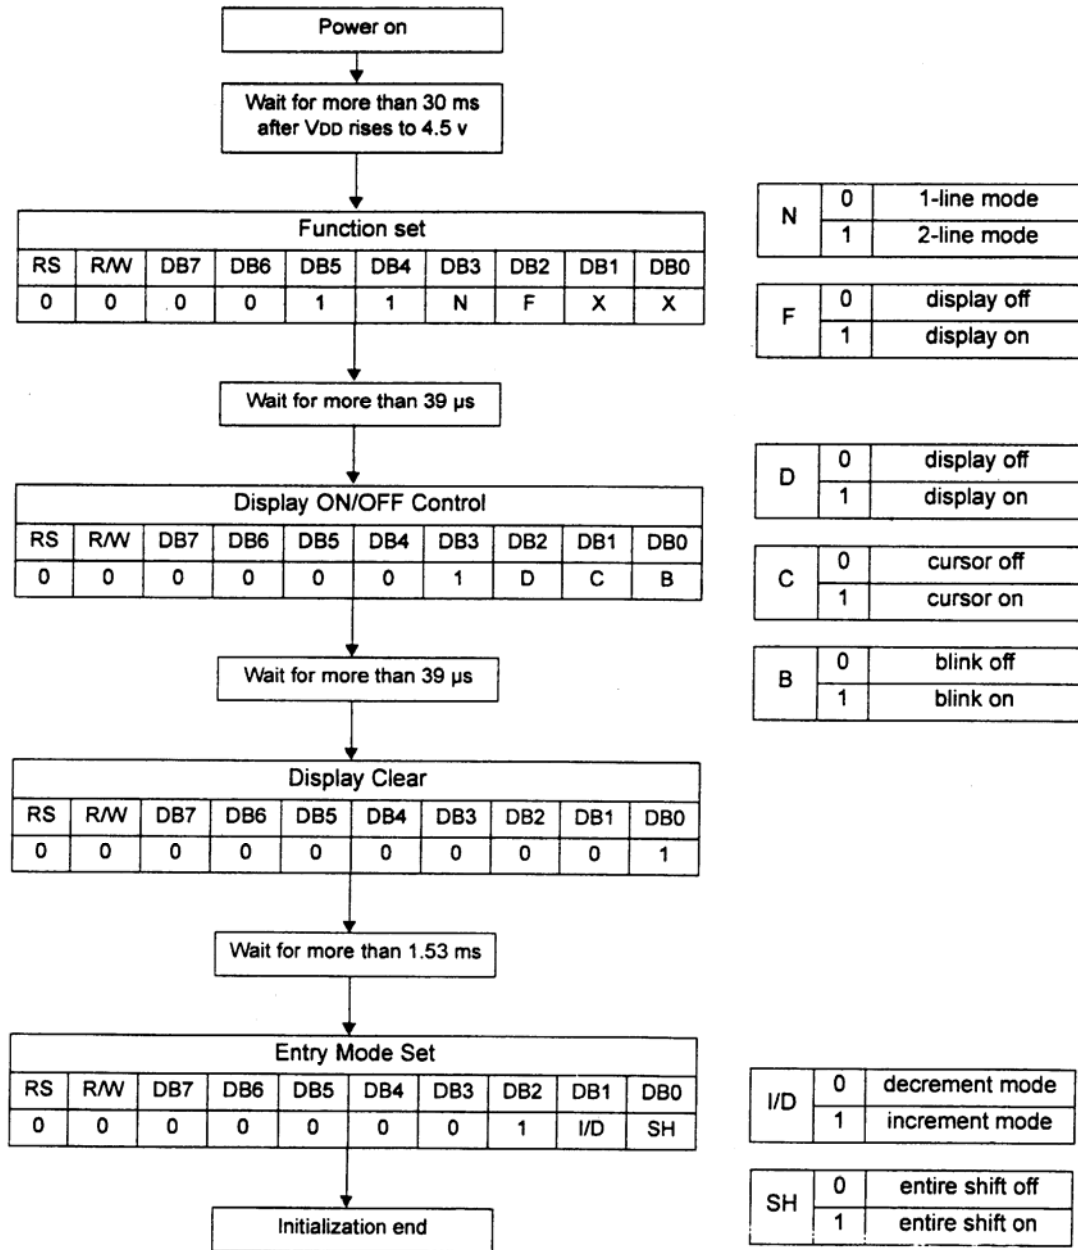 Power on
Wait for more than 30 ms
after VDD rises to 4.5 v
Function set
RS R/W DB7 DB6 DB5 DB4 DB3 DB2 DB1 DB0
0 0 0 0 1 1 N F X X
N 0 1-line mode
1 2-line mode
F 0 display off
1 display on
Wait for more than 39 µs
Display ON/OFF Control
RS R/W DB7 DB6 DB5 DB4 DB3 DB2 DB1 DB0
0 0 0 0 0 0 1 D C B
D 0 display off
1 display on
C 0 cursor off
1 cursor on
B 0 blink off
1 blink on
Wait for more than 39 µs
Display Clear
RS R/W DB7 DB6 DB5 DB4 DB3 DB2 DB1 DB0
0 0 0 0 0 0 0 0 0 1
Wait for more than 1.53 ms
Entry Mode Set
RS R/W DB7 DB6 DB5 DB4 DB3 DB2 DB1 DB0
0 0 0 0 0 0 0 1 I/D SH
I/D 0 decrement mode
1 increment mode
SH 0 entire shift off
1 entire shift on
Initialization end